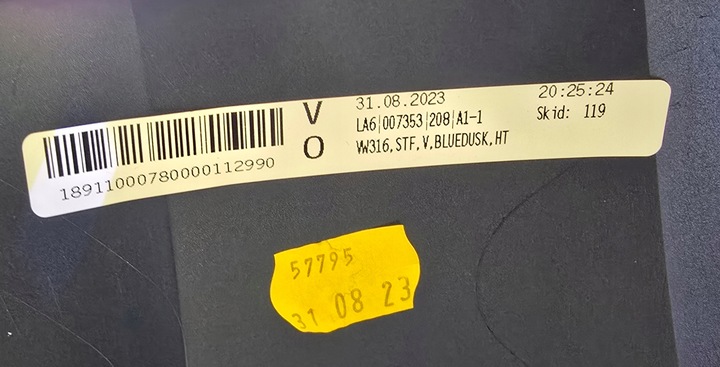 18911000780000112990
V
O
31.08.2023 20:25:24
LA6|007353|208|A1-1 Skid: 119
VW316,STF,V,BLUEDUSK,HT
57795
31 08 23